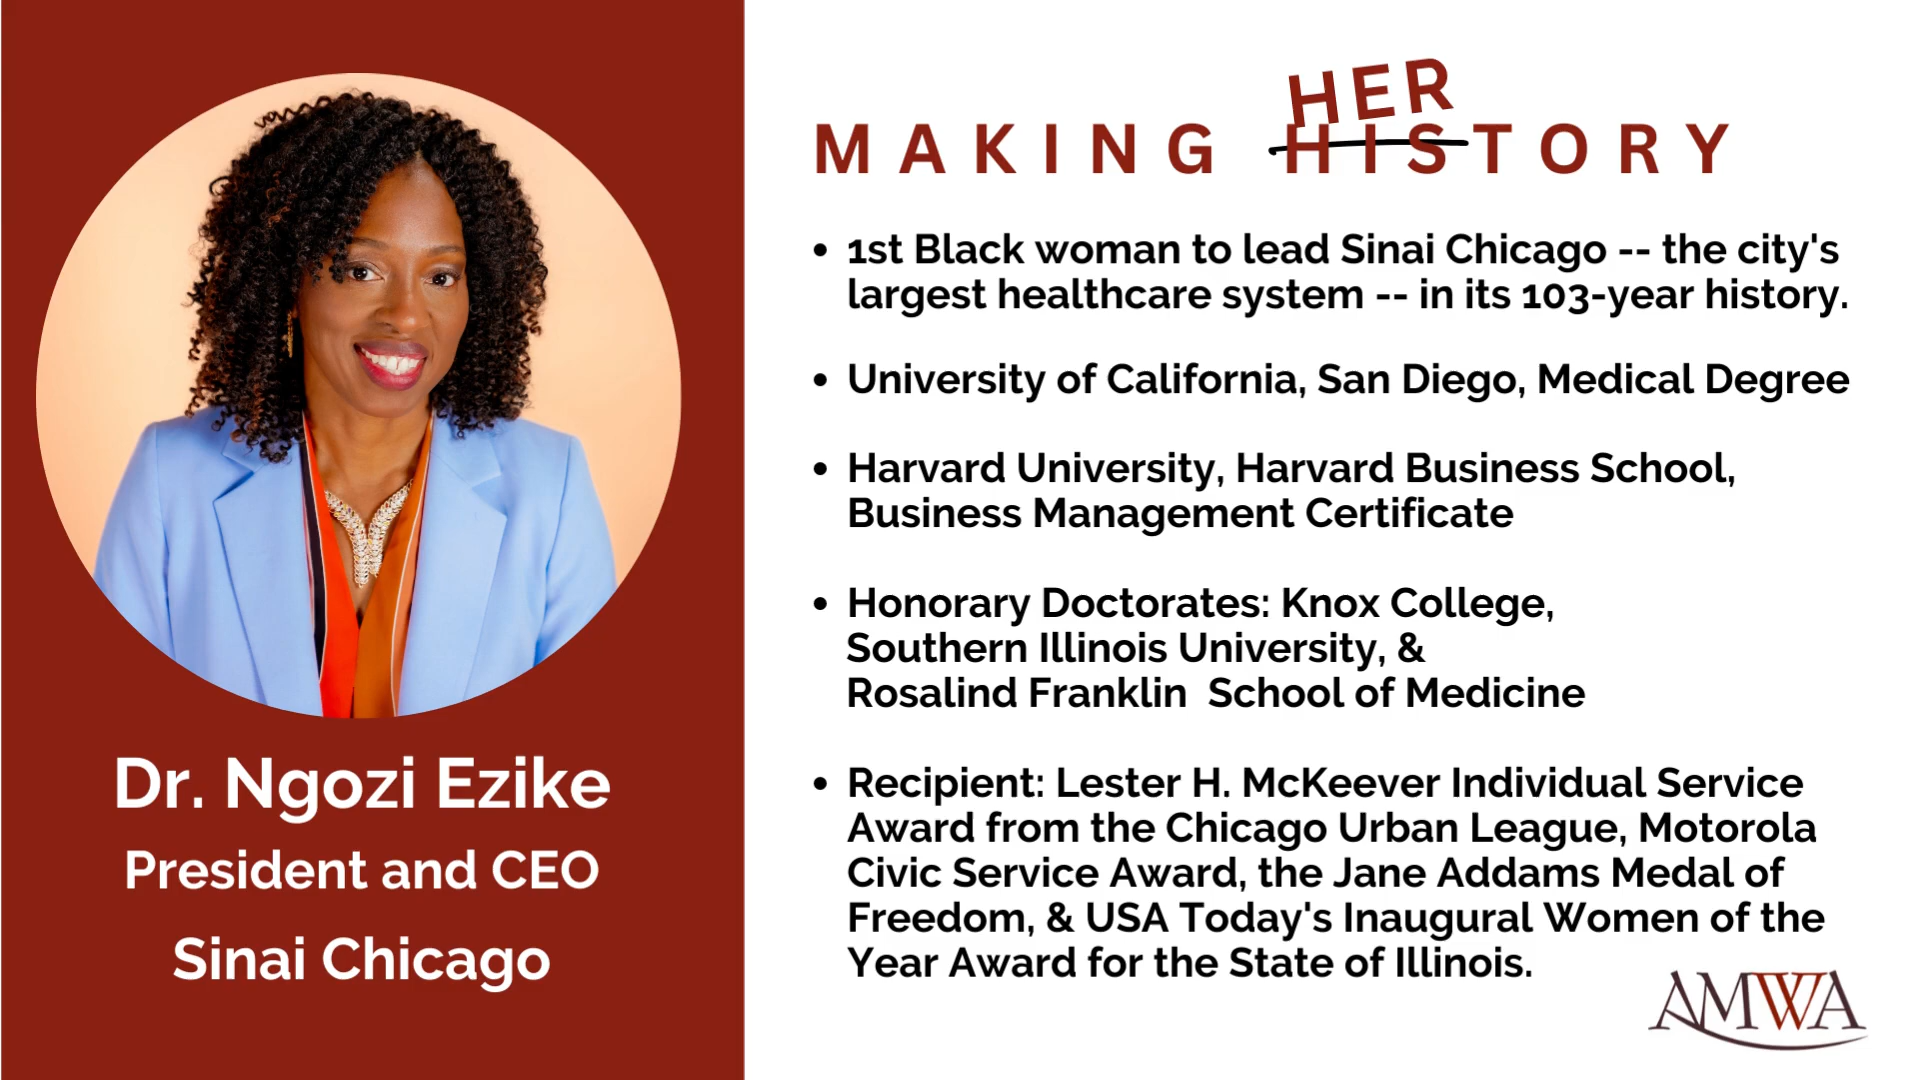 Dr. Ngozi Ezike
President and CEO
Sinai Chicago
HER
MAKING HISTORY
• 1st Black woman to lead Sinai Chicago -- the city's
largest healthcare system -- in its 103-year history.
• University of California, San Diego, Medical Degree
• Harvard University, Harvard Business School,
Business Management Certificate
• Honorary Doctorates: Knox College,
Southern Illinois University, &
Rosalind Franklin  School of Medicine
• Recipient: Lester H. McKeever Individual Service
Award from the Chicago Urban League, Motorola
Civic Service Award, the Jane Addams Medal of
Freedom, & USA Today's Inaugural Women of the
Year Award for the State of Illinois.
AMWA